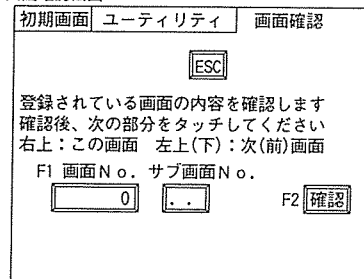 初期画面 ユーティリティ 画面確認
ESC
登録されている画面の内容を確認します
確認後、次の部分をタッチしてください
右上：この画面 左上(下)：次(前)画面
F1 画面No. サブ画面No.
0 .. F2 確認